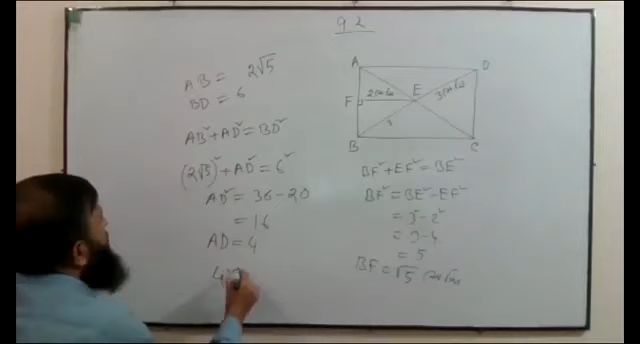 92
AB = 2√5
BD = 6
AB² + AD² = BD²
(2√5)² + AD² = 6²
AD² = 36 - 20
= 16
AD = 4
A
D
E
F
B
C
3
BF² + EF² = BE²
BF² = BE² - EF²
= 3² - 2²
= 9 - 4
= 5
BF = √5